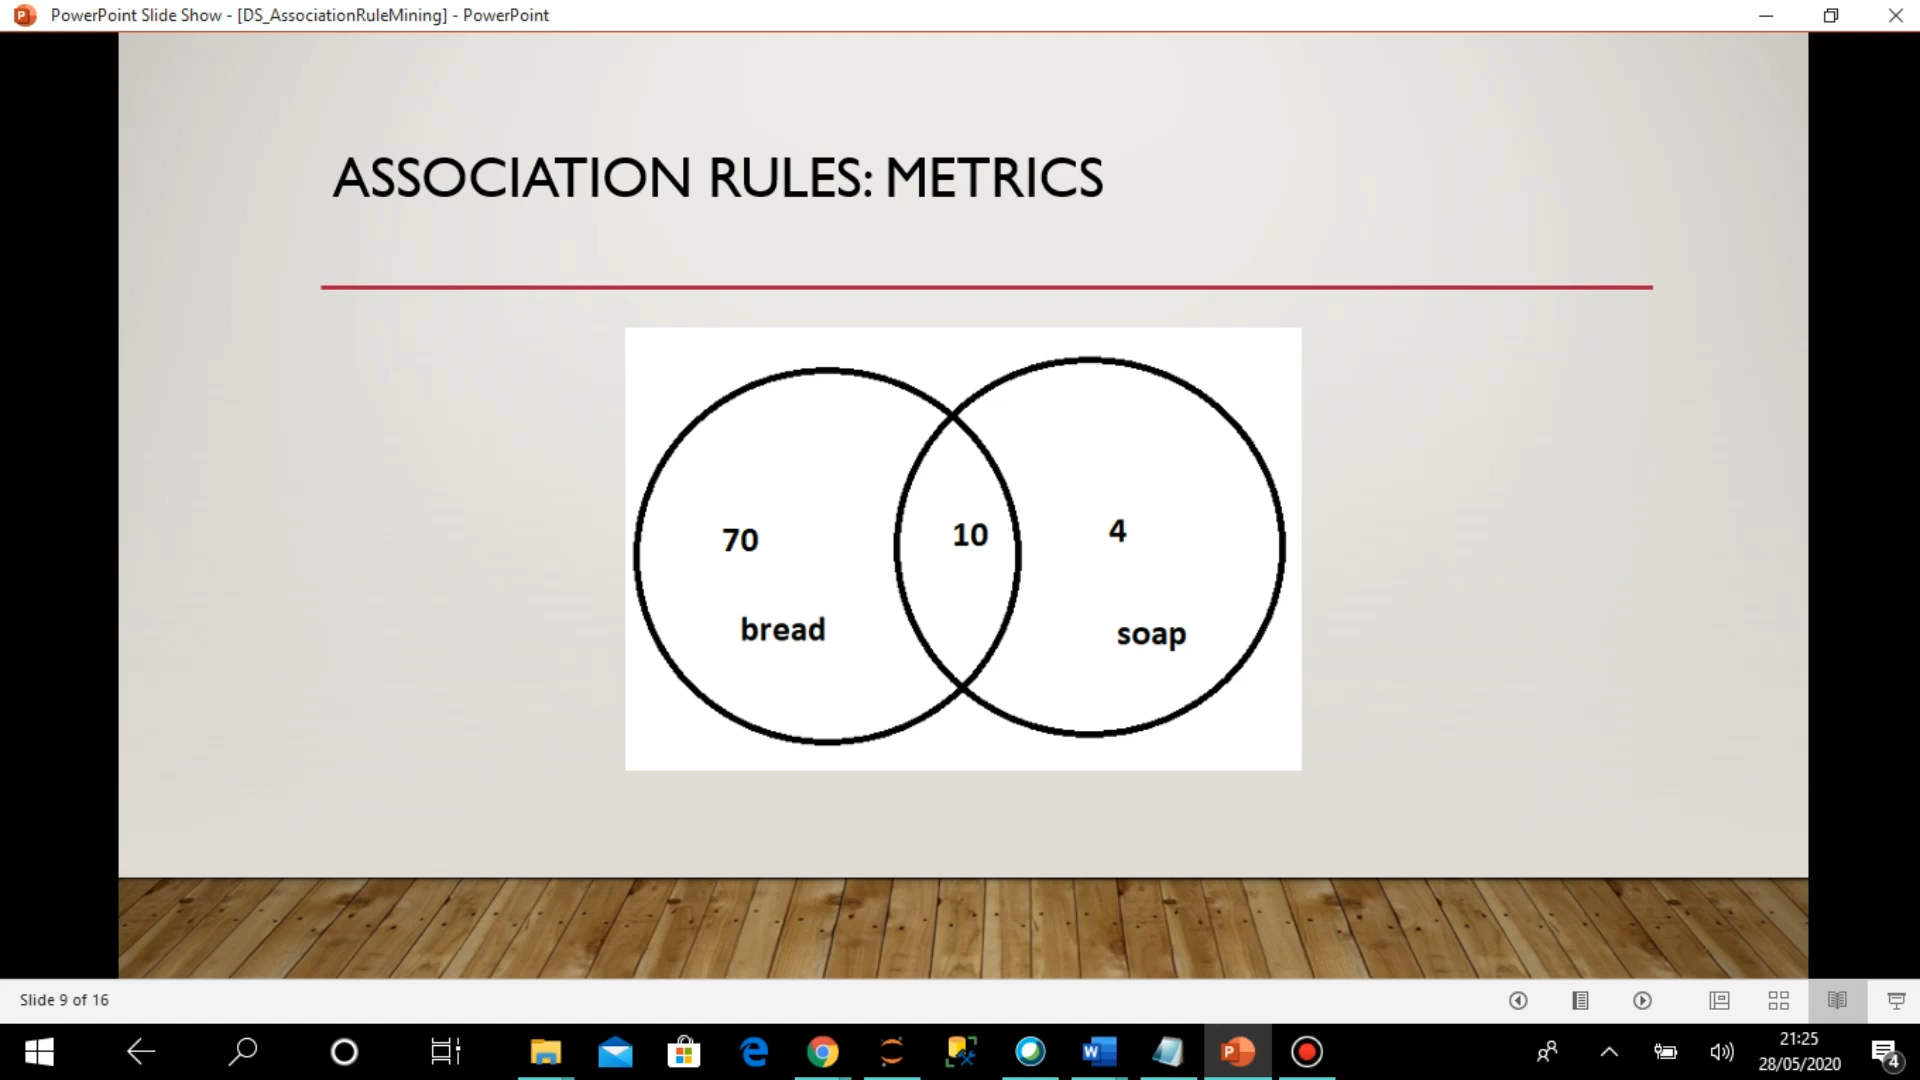 PowerPoint Slide Show - [DS_AssociationRuleMining] - PowerPoint
ASSOCIATION RULES: METRICS
70 10 4
bread soap
Slide 9 of 16
21:25
28/05/2020
4